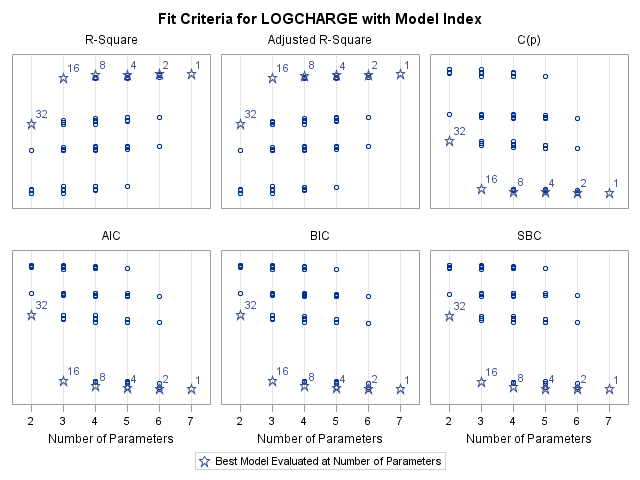 Fit Criteria for LOGCHARGE with Model Index
R-Square
Adjusted R-Square
C(p)
16 8 4 2 1
32
16 8 4 2 1
32
32
16 8 4 2 1
AIC
BIC
SBC
32
16 8 4 2 1
32
16 8 4 2 1
32
16 8 4 2 1
2 3 4 5 6 7
2 3 4 5 6 7
2 3 4 5 6 7
Number of Parameters
Number of Parameters
Number of Parameters
Best Model Evaluated at Number of Parameters